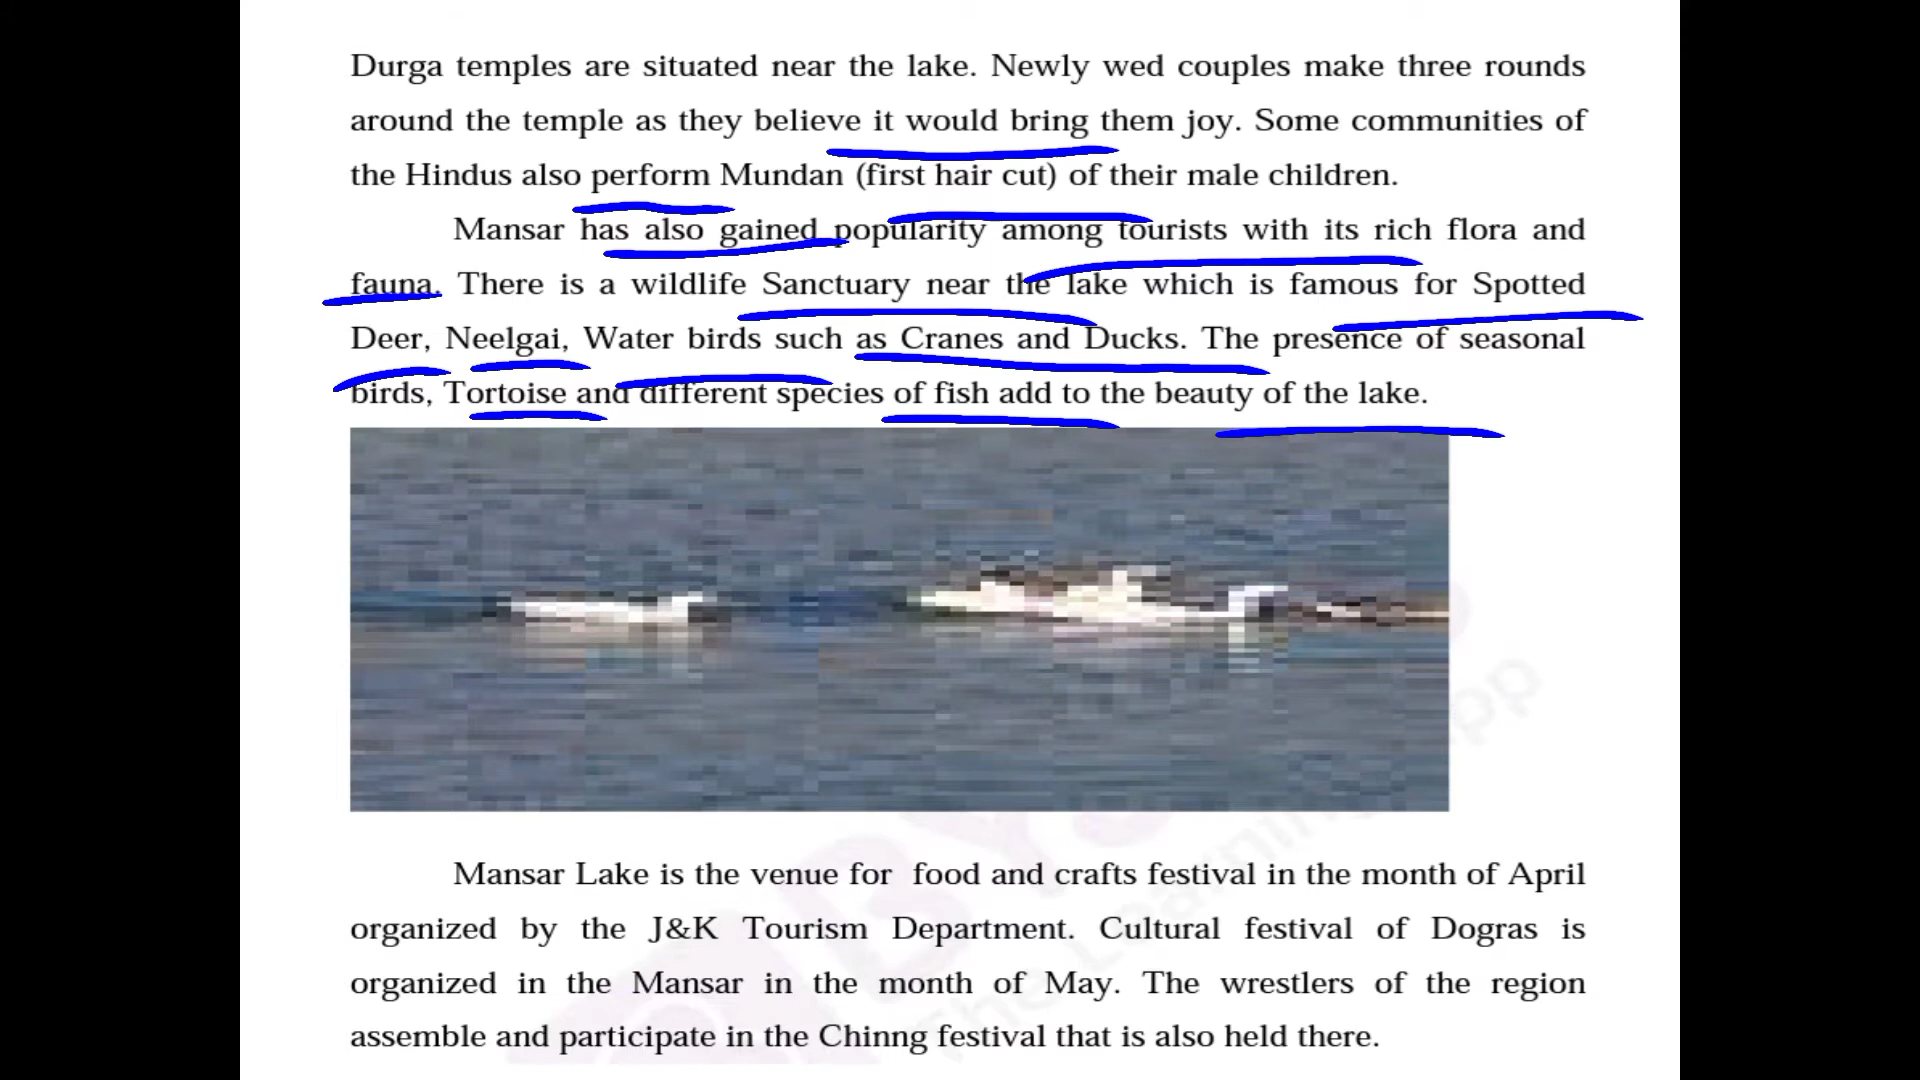 Durga temples are situated near the lake. Newly wed couples make three rounds
around the temple as they believe it would bring them joy. Some communities of
the Hindus also perform Mundan (first hair cut) of their male children.
Mansar has also gained popularity among tourists with its rich flora and
fauna. There is a wildlife Sanctuary near the lake which is famous for Spotted
Deer, Neelgai, Water birds such as Cranes and Ducks. The presence of seasonal
birds, Tortoise and different species of fish add to the beauty of the lake.
Mansar Lake is the venue for food and crafts festival in the month of April
organized by the J&K Tourism Department. Cultural festival of Dogras is
organized in the Mansar in the month of May. The wrestlers of the region
assemble and participate in the Chinng festival that is also held there.
The Learning App